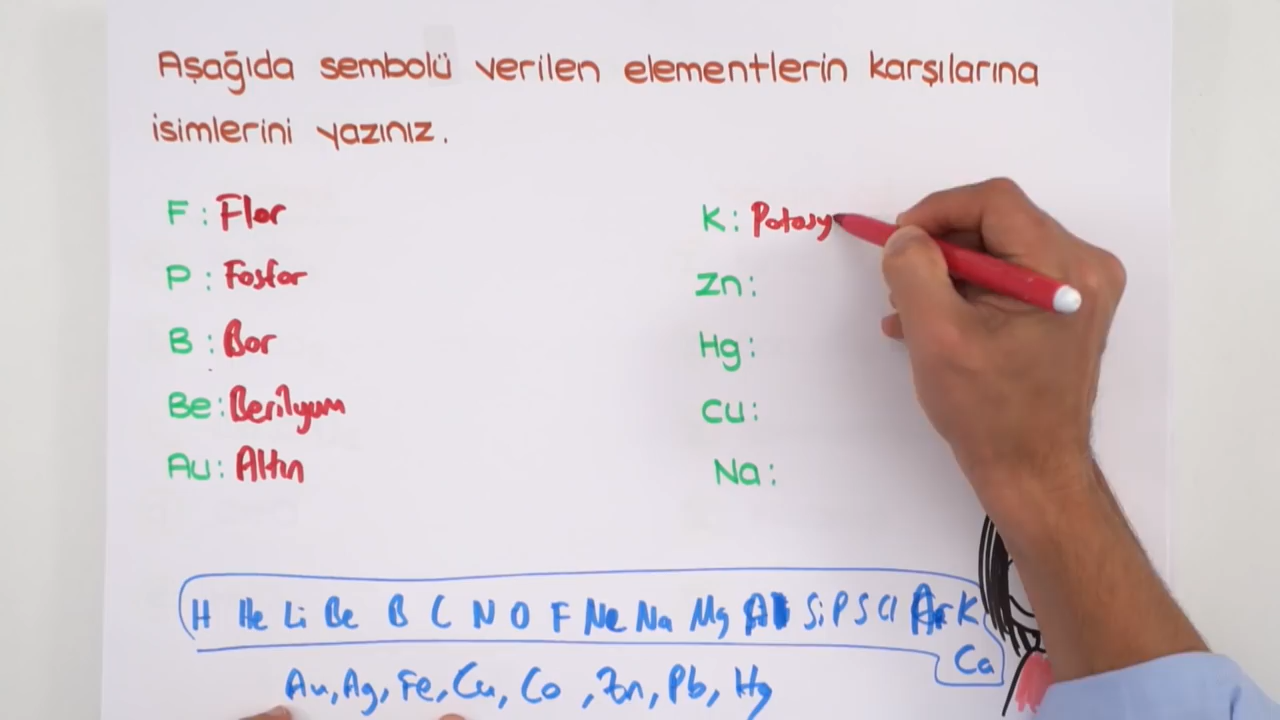 Aşağıda sembolü verilen elementlerin karşılarına
isimlerini yazınız.
F : Flor
P : Fosfor
B : Bor
Be : Berilyum
Au : Altın
K : Potasy
Zn :
Hg :
Cu :
Na :
H He Li Be B C N O F Ne Na Mg Al Si P S Cl Ar K
Ca
Au, Ag, Fe, Cu, Co , Zn, Pb, Hg